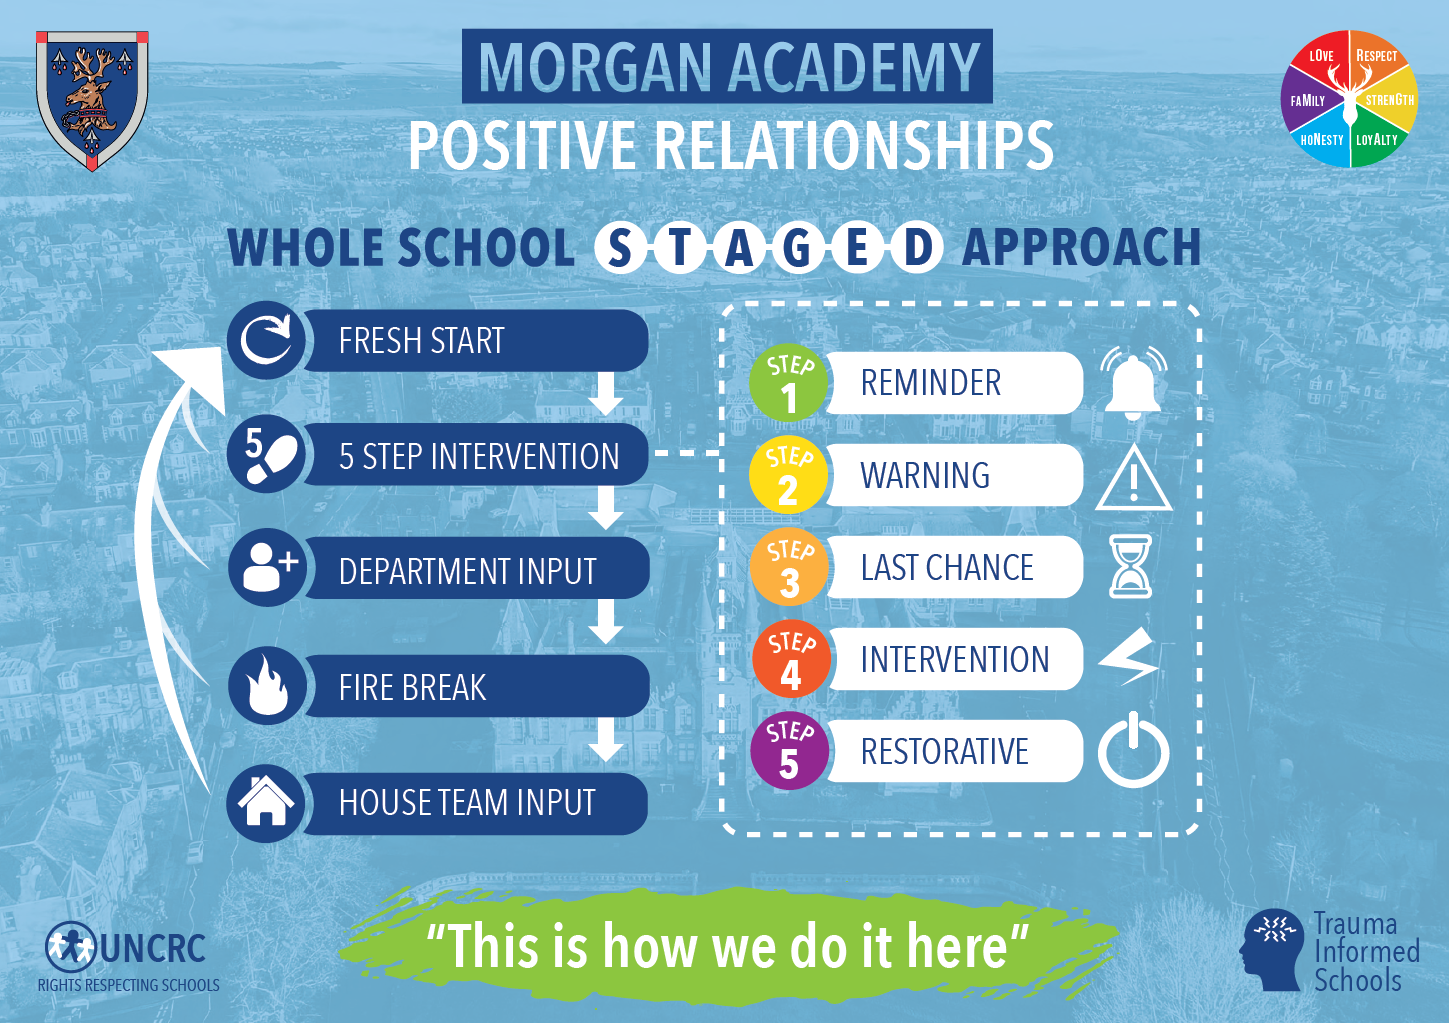 MORGAN ACADEMY
POSITIVE RELATIONSHIPS
LOVE
RESPECT
FAMILY
STRENGTH
HONESTY
LOYALTY
WHOLE SCHOOL STAGED APPROACH
FRESH START
5
5 STEP INTERVENTION
DEPARTMENT INPUT
FIRE BREAK
HOUSE TEAM INPUT
STEP 1
REMINDER
STEP 2
WARNING
STEP 3
LAST CHANCE
STEP 4
INTERVENTION
STEP 5
RESTORATIVE
“This is how we do it here”
UNCRC
RIGHTS RESPECTING SCHOOLS
Trauma
Informed
Schools